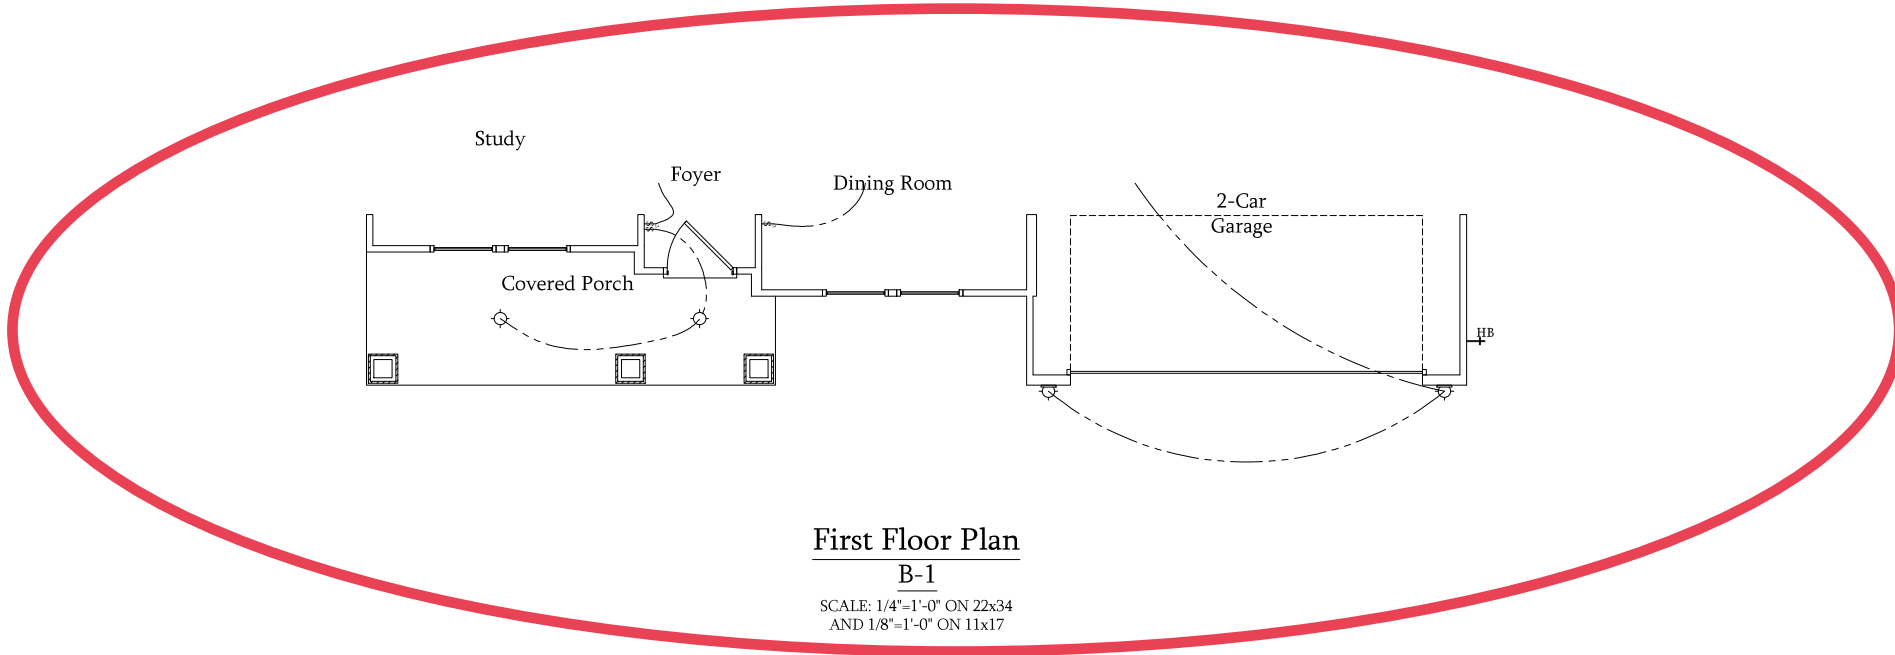 Study
Foyer
Dining Room
2-Car
Garage
Covered Porch
HB
First Floor Plan
B-1
SCALE: 1/4"=1'-0" ON 22x34
AND 1/8"=1'-0" ON 11x17